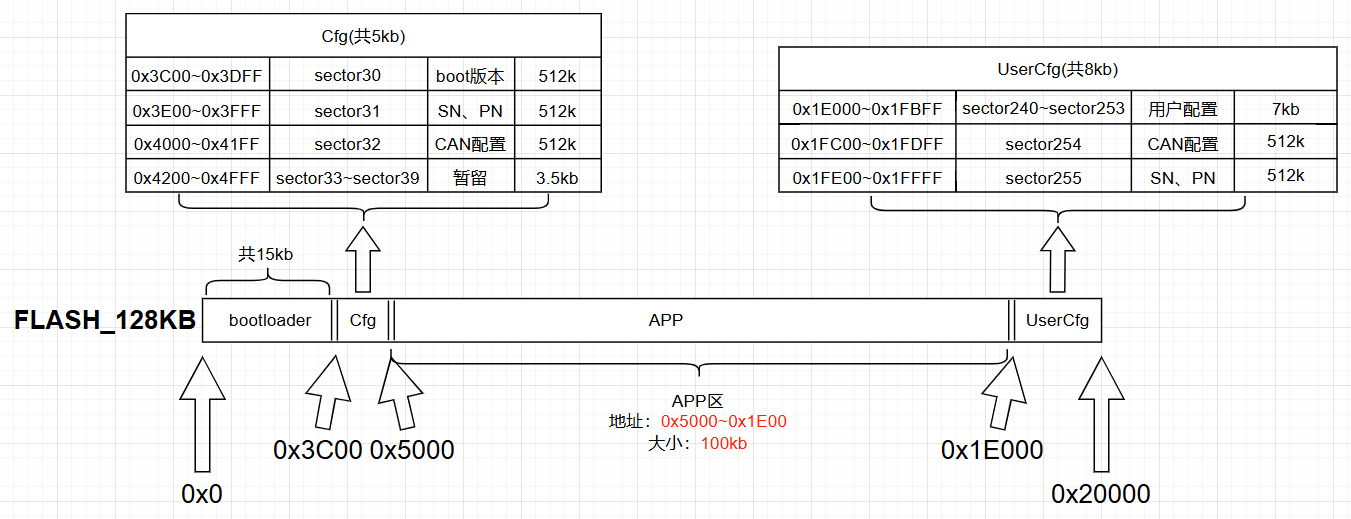 Cfg(共5kb)
0x3C00~0x3DFF sector30 boot版本 512k
0x3E00~0x3FFF sector31 SN、PN 512k
0x4000~0x41FF sector32 CAN配置 512k
0x4200~0x4FFF sector33~sector39 暂留 3.5kb
UserCfg(共8kb)
0x1E000~0x1FBFF sector240~sector253 用户配置 7kb
0x1FC00~0x1FDFF sector254 CAN配置 512k
0x1FE00~0x1FFFF sector255 SN、PN 512k
共15kb
FLASH_128KB bootloader Cfg APP UserCfg
APP区
地址：0x5000~0x1E00
大小：100kb
0x3C00 0x5000 0x1E000
0x0 0x20000